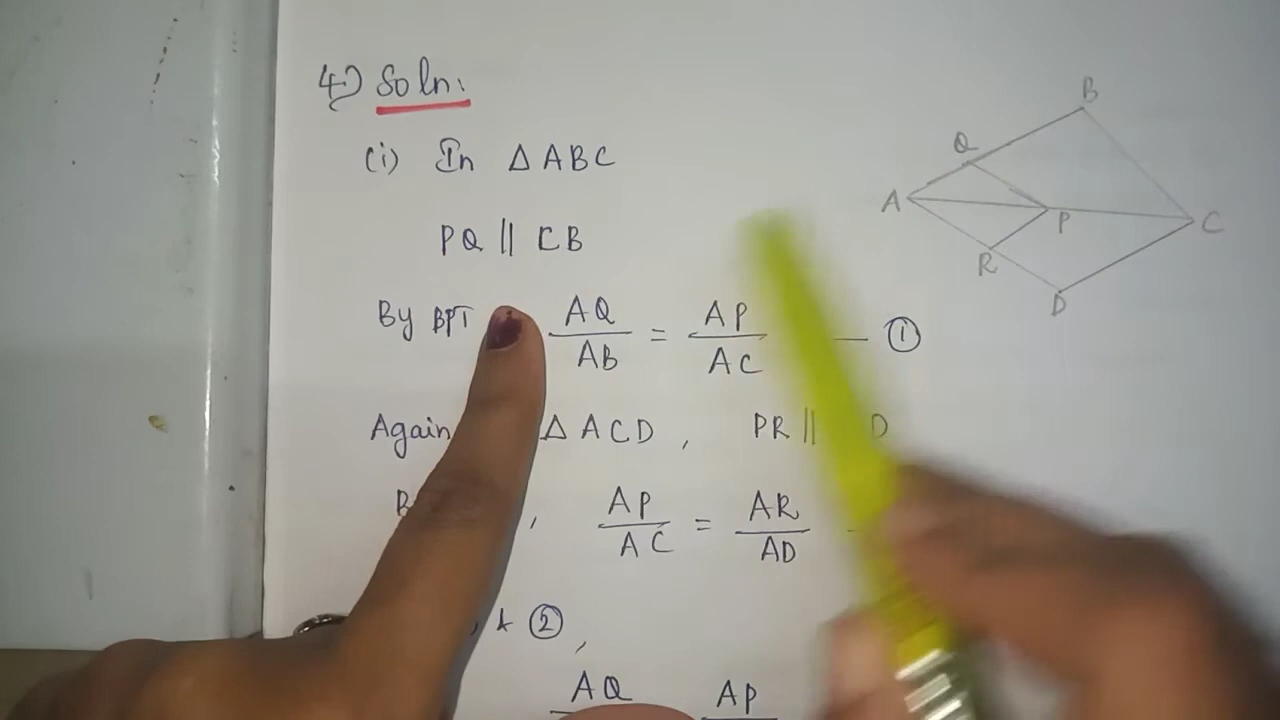 4) Soln:
(i) In △ ABC
PQ || CB
By BPT AQ/AB = AP/AC — ①
Again △ ACD, PR || D
B , AP/AC = AR/AD —
, & ②,
AQ AP
B
Q
A
P
C
R
D